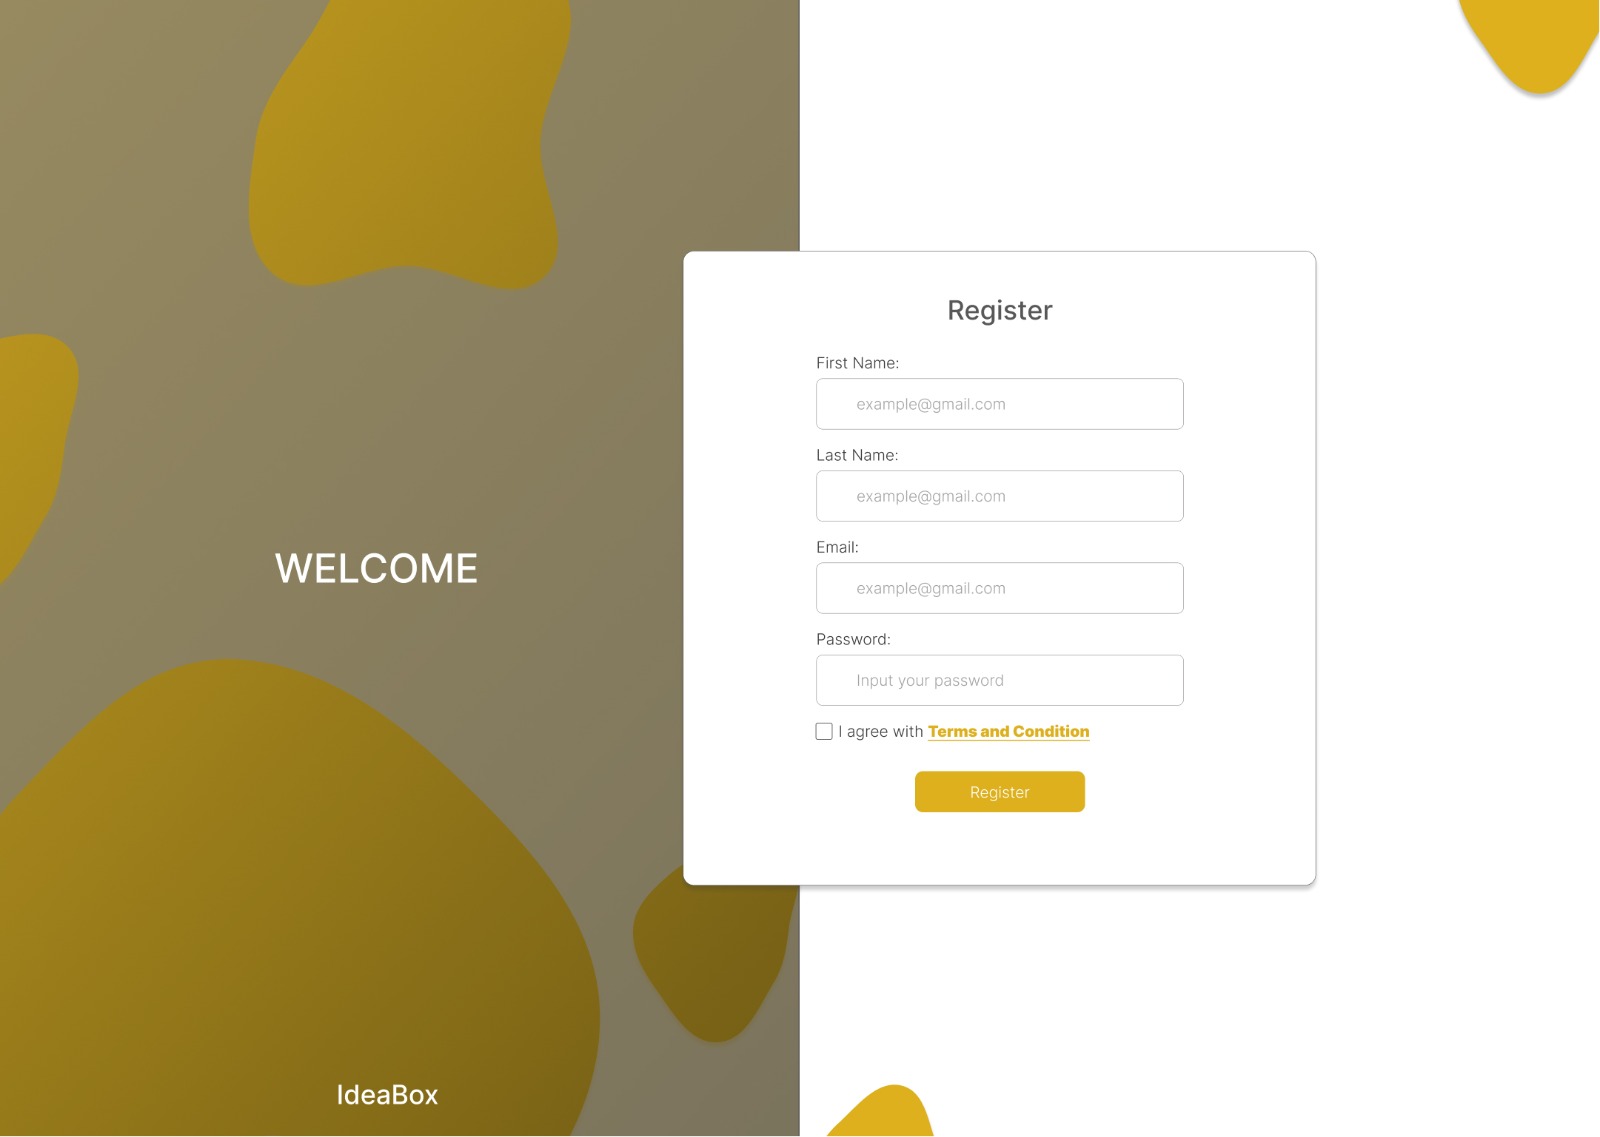 WELCOME
IdeaBox
Register
First Name:
example@gmail.com
Last Name:
example@gmail.com
Email:
example@gmail.com
Password:
Input your password
I agree with Terms and Condition
Register